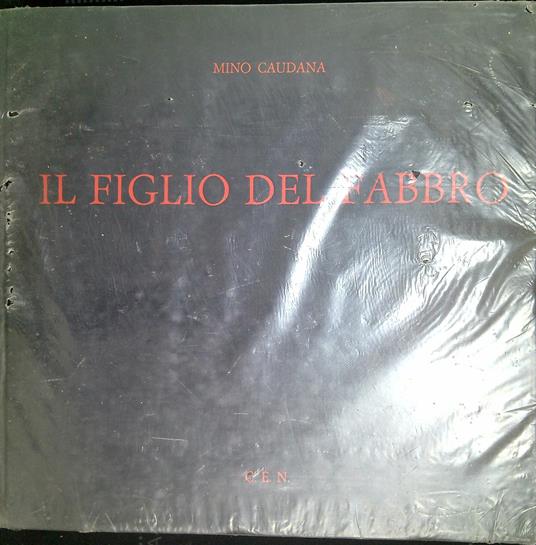 MINO CAUDANA
IL FIGLIO DEL FABBRO
C. E. N.